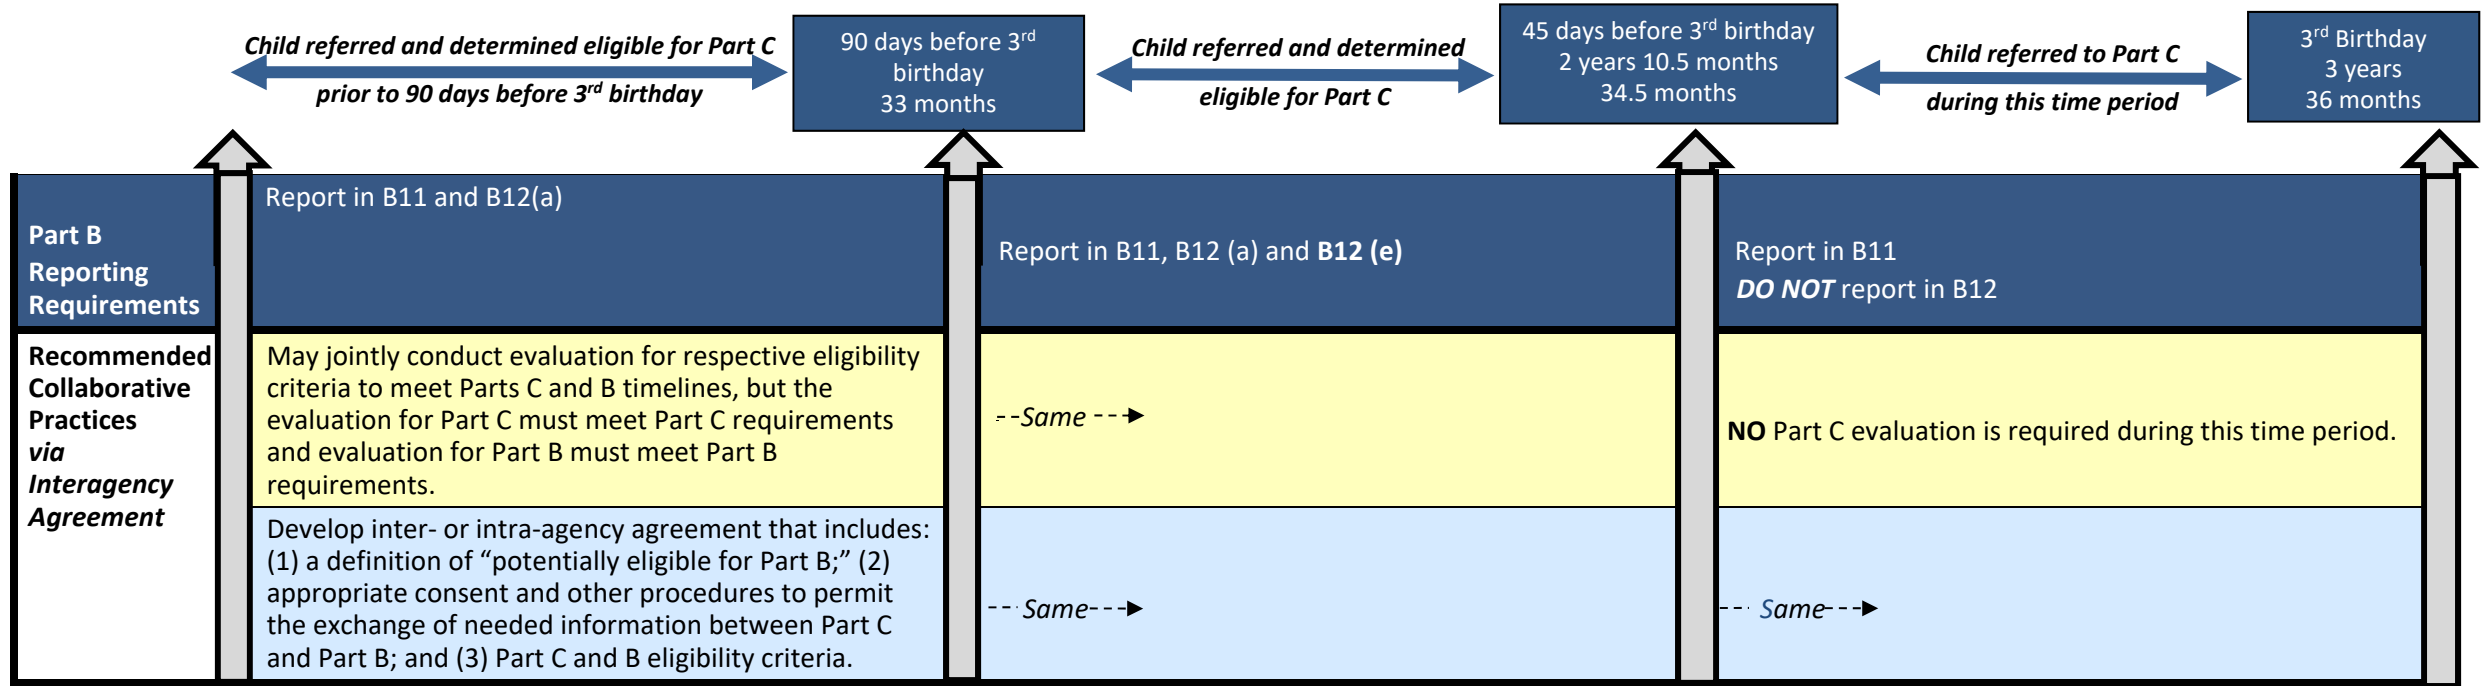 Child referred and determined eligible for Part C
prior to 90 days before 3rd birthday
90 days before 3rd
birthday
33 months
Child referred and determined
eligible for Part C
45 days before 3rd birthday
2 years 10.5 months
34.5 months
Child referred to Part C
during this time period
3rd Birthday
3 years
36 months
Part B
Reporting
Requirements
Report in B11 and B12(a)
Report in B11, B12 (a) and B12 (e)
Report in B11
DO NOT report in B12
Recommended
Collaborative
Practices
via
Interagency
Agreement
May jointly conduct evaluation for respective eligibility
criteria to meet Parts C and B timelines, but the
evaluation for Part C must meet Part C requirements
and evaluation for Part B must meet Part B
requirements.
Same
NO Part C evaluation is required during this time period.
Develop inter- or intra-agency agreement that includes:
(1) a definition of “potentially eligible for Part B;” (2)
appropriate consent and other procedures to permit
the exchange of needed information between Part C
and Part B; and (3) Part C and B eligibility criteria.
Same
Same